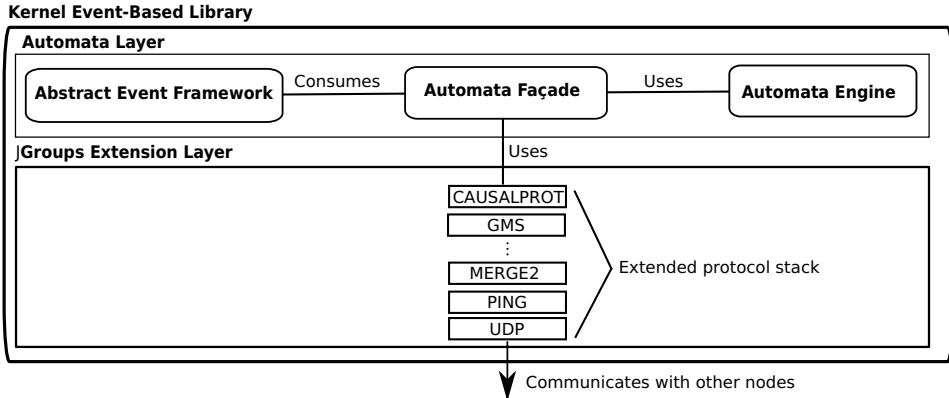 Kernel Event-Based Library
Automata Layer
Abstract Event Framework
Consumes
Automata Façade
Uses
Automata Engine
JGroups Extension Layer
Uses
CAUSALPROT
GMS
⋮
MERGE2
PING
UDP
Extended protocol stack
Communicates with other nodes